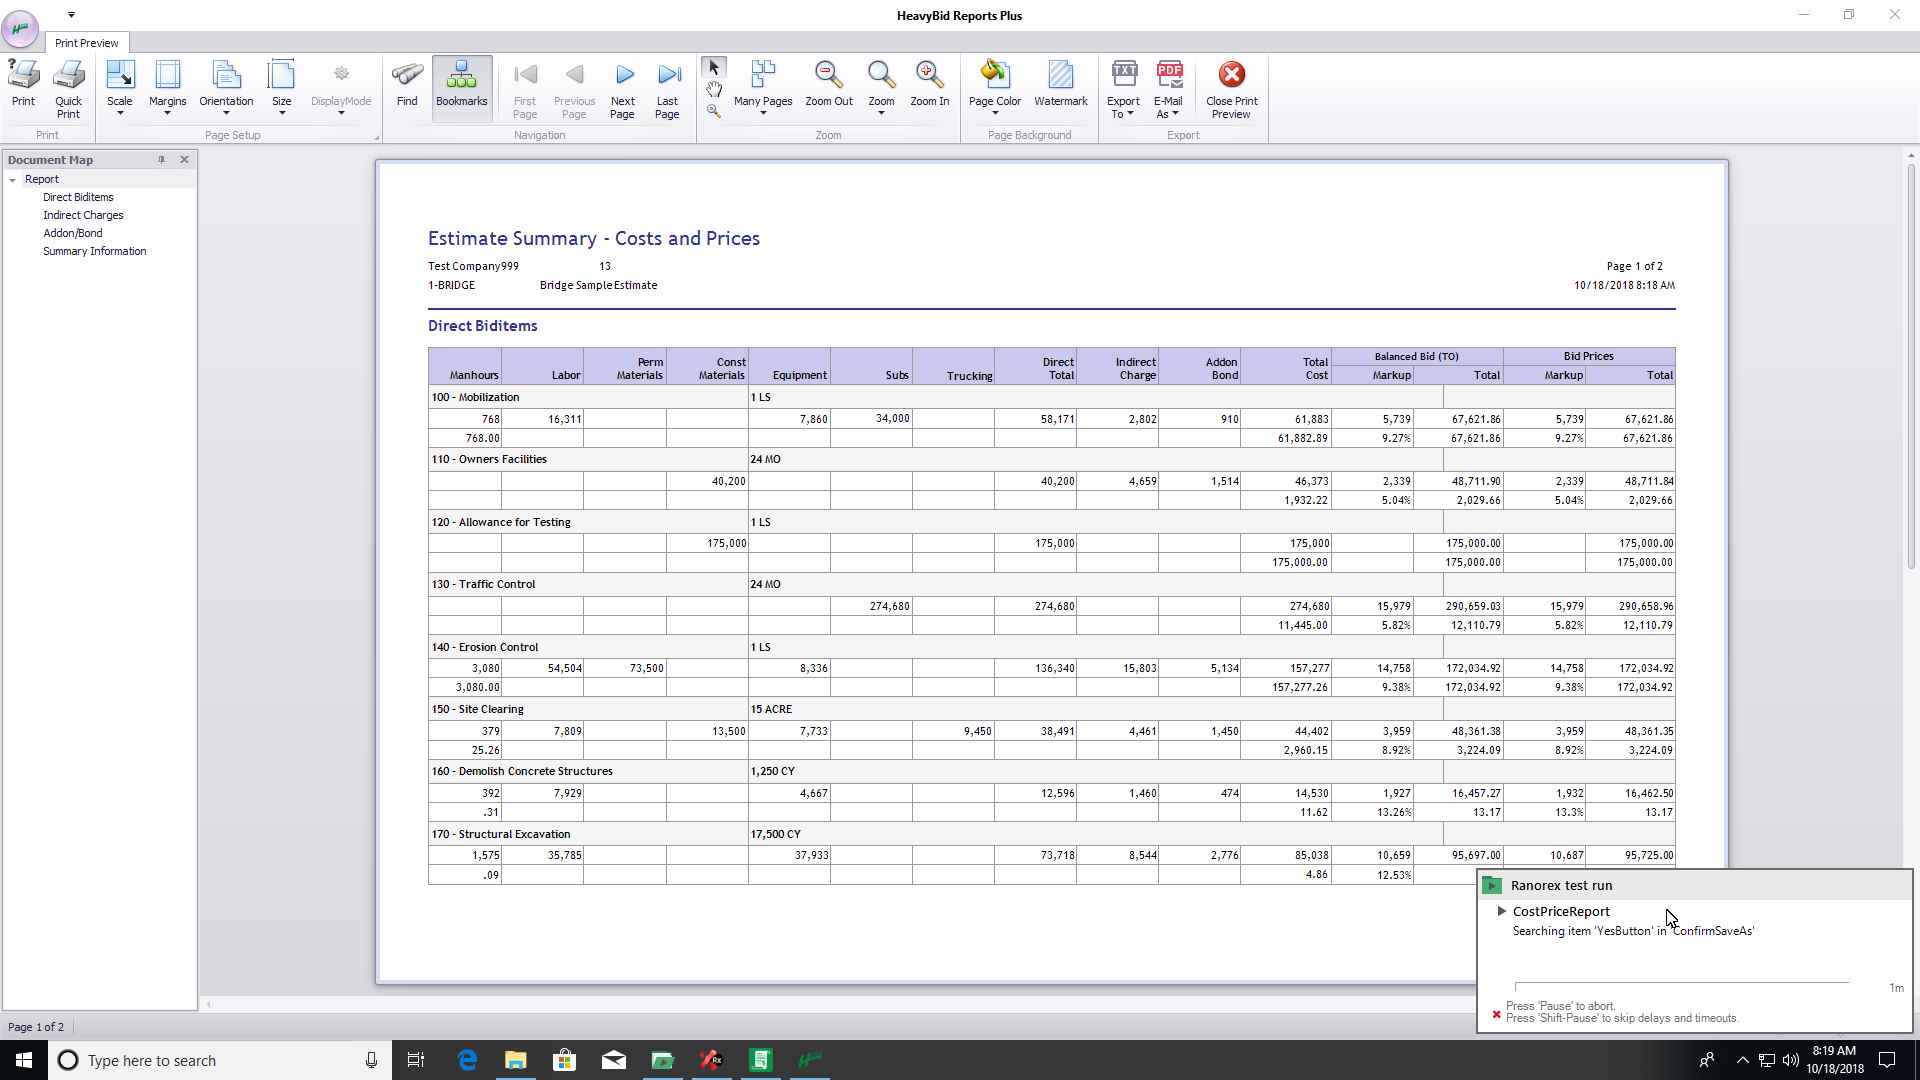 HeavyBid Reports Plus
Print Preview
Print
Quick Print
Scale
Margins
Orientation
Size
DisplayMode
Find
Bookmarks
First Page
Previous Page
Next Page
Last Page
Many Pages
Zoom Out
Zoom
Zoom In
Page Color
Watermark
Export To
E-Mail As
Close Print Preview
Print
Page Setup
Navigation
Zoom
Page Background
Export
Document Map
Report
Direct Biditems
Indirect Charges
Addon/Bond
Summary Information
Estimate Summary - Costs and Prices
Test Company999 13 Page 1 of 2
1-BRIDGE Bridge Sample Estimate 10/18/2018 8:18 AM
Direct Biditems
Manhours Labor Perm Materials Const Materials Equipment Subs Trucking Direct Total Indirect Charge Addon Bond Total Cost Balanced Bid (TO) Markup Total Bid Prices Markup Total
100 - Mobilization 1 LS
768 16,311 7,860 34,000 58,171 2,802 910 61,883 5,739 67,621.86 5,739 67,621.86
768.00 61,882.89 9.27% 67,621.86 9.27% 67,621.86
110 - Owners Facilities 24 MO
40,200 40,200 4,659 1,514 46,373 2,339 48,711.90 2,339 48,711.84
1,932.22 5.04% 2,029.66 5.04% 2,029.66
120 - Allowance for Testing 1 LS
175,000 175,000 175,000 175,000.00 175,000.00
175,000.00 175,000.00 175,000.00
130 - Traffic Control 24 MO
274,680 274,680 274,680 15,979 290,659.03 15,979 290,658.96
11,445.00 5.82% 12,110.79 5.82% 12,110.79
140 - Erosion Control 1 LS
3,080 54,504 73,500 8,336 136,340 15,803 5,134 157,277 14,758 172,034.92 14,758 172,034.92
3,080.00 157,277.26 9.38% 172,034.92 9.38% 172,034.92
150 - Site Clearing 15 ACRE
379 7,809 13,500 7,733 9,450 38,491 4,461 1,450 44,402 3,959 48,361.38 3,959 48,361.35
25.26 2,960.15 8.92% 3,224.09 8.92% 3,224.09
160 - Demolish Concrete Structures 1,250 CY
392 7,929 4,667 12,596 1,460 474 14,530 1,927 16,457.27 1,932 16,462.50
.31 11.62 13.26% 13.17 13.3% 13.17
170 - Structural Excavation 17,500 CY
1,575 35,785 37,933 73,718 8,544 2,776 85,038 10,659 95,697.00 10,687 95,725.00
.09 4.86 12.53%
Ranorex test run
CostPriceReport
Searching item 'YesButton' in 'ConfirmSaveAs'
1m
Press 'Pause' to abort.
Press 'Shift-Pause' to skip delays and timeouts.
Page 1 of 2
Type here to search
8:19 AM
10/18/2018